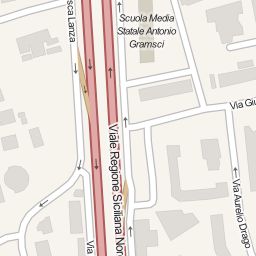 sca Lanza
Scuola Media
Statale Antonio
Gramsci
Via Giu
Viale Regione Siciliana Nor
Via Aurelio Drago
Via